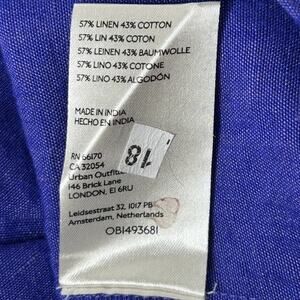 57% LINEN 43% COTTON
57% LIN 43% COTON
57% LEINEN 43% BAUMWOLLE
57% LINO 43% COTONE
57% LINO 43% ALGODÓN
MADE IN INDIA
HECHO EN INDIA
RN 66170
CA 32054
Urban Outfitte
146 Brick Lane
LONDON, E1 6RU
Leidsestraat 32, 1017 PB
Amsterdam, Netherlands
OB1493681
18